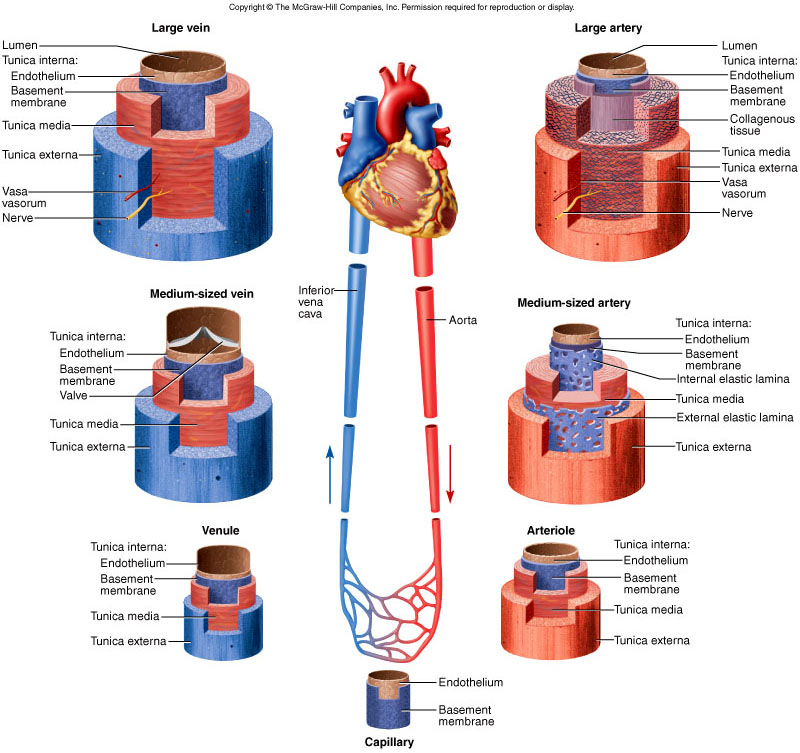 Copyright © The McGraw-Hill Companies, Inc. Permission required for reproduction or display.
Large vein
Lumen
Tunica interna:
Endothelium
Basement
membrane
Tunica media
Tunica externa
Vasa
vasorum
Nerve
Large artery
Lumen
Tunica interna:
Endothelium
Basement
membrane
Collagenous
tissue
Tunica media
Tunica externa
Vasa
vasorum
Nerve
Inferior
vena
cava
Aorta
Medium-sized vein
Tunica interna:
Endothelium
Basement
membrane
Valve
Tunica media
Tunica externa
Medium-sized artery
Tunica interna:
Endothelium
Basement
membrane
Internal elastic lamina
Tunica media
External elastic lamina
Tunica externa
Venule
Tunica interna:
Endothelium
Basement
membrane
Tunica media
Tunica externa
Arteriole
Tunica interna:
Endothelium
Basement
membrane
Tunica media
Tunica externa
Endothelium
Basement
membrane
Capillary